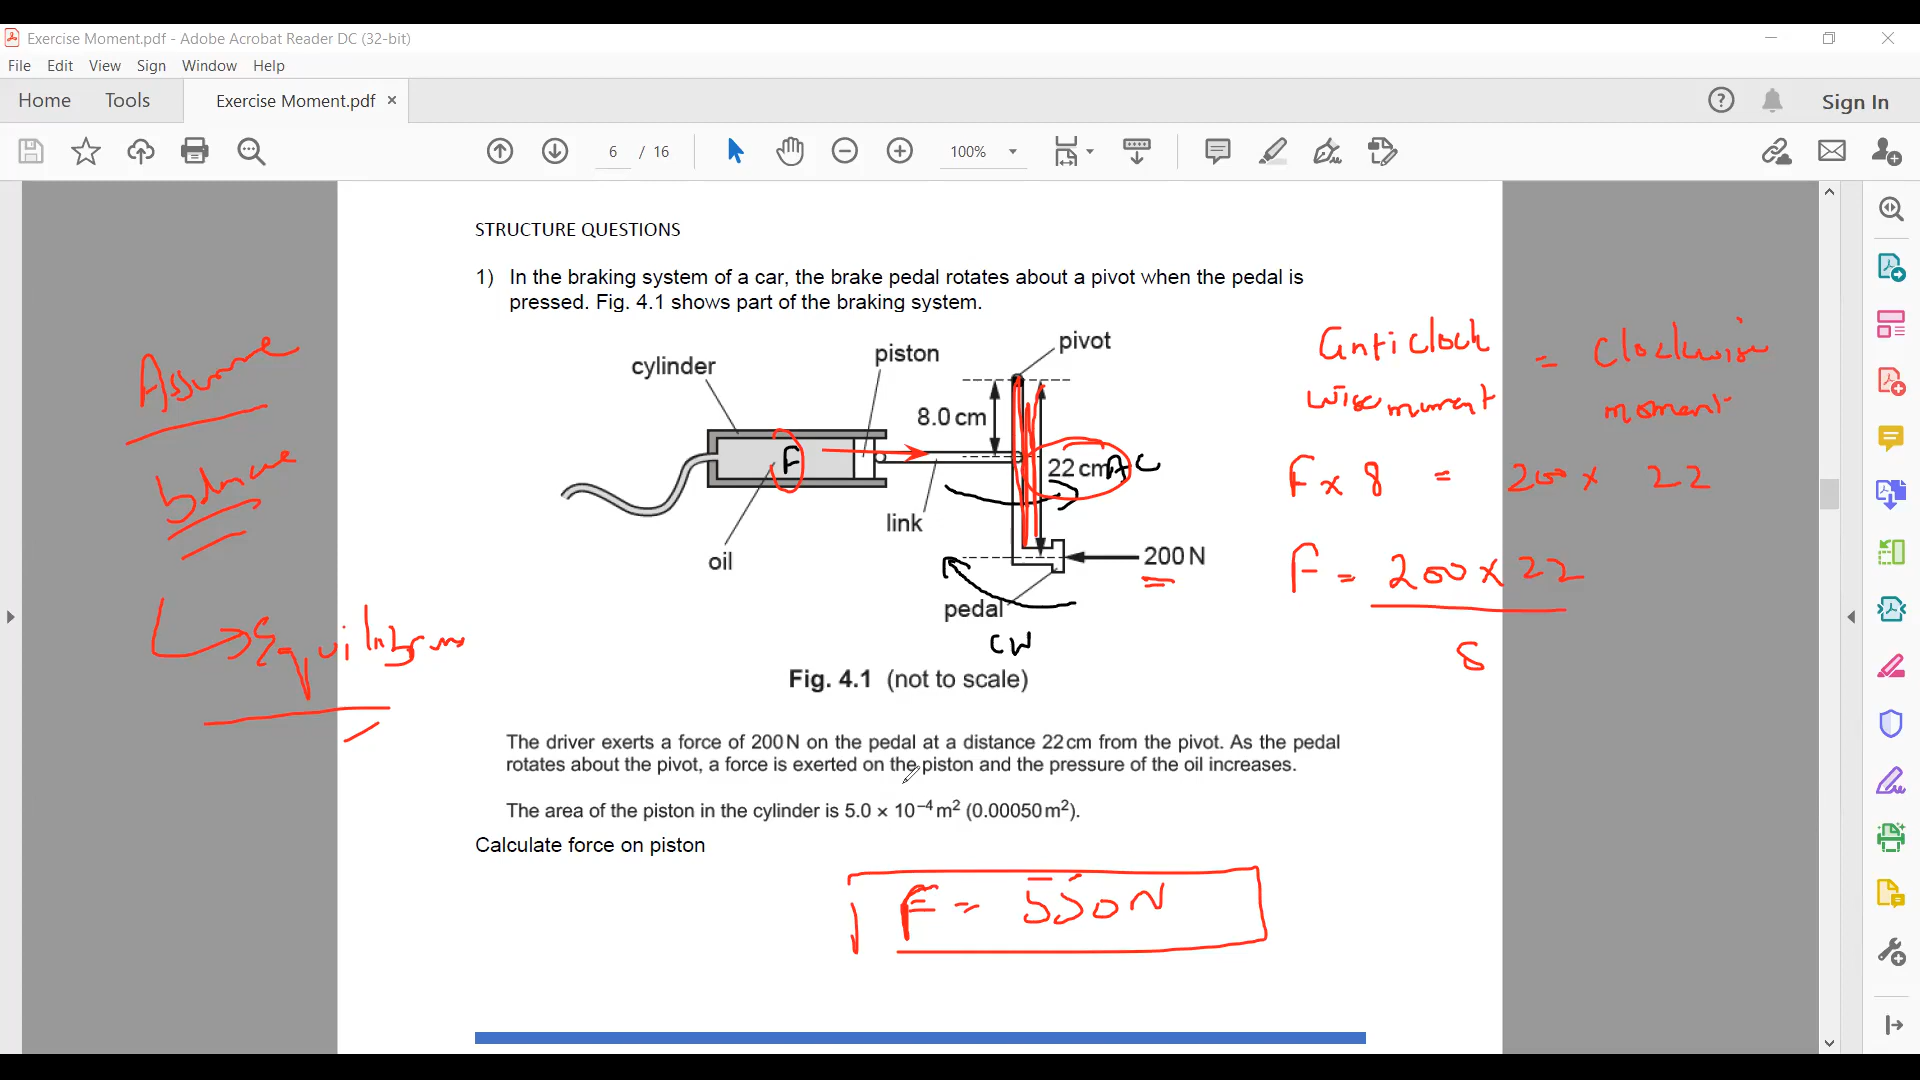 Exercise Moment.pdf - Adobe Acrobat Reader DC (32-bit)
File Edit View Sign Window Help
Home Tools Exercise Moment.pdf × Sign In
6 / 16 100%
STRUCTURE QUESTIONS
1) In the braking system of a car, the brake pedal rotates about a pivot when the pedal is
pressed. Fig. 4.1 shows part of the braking system.
pivot
piston
cylinder
8.0 cm
F
22 cm
AC
link
oil
200 N
pedal
CW
Fig. 4.1 (not to scale)
Assume
balance
Equilibrium
Anticlock = Clockwise
wise moment moment
F x 8 = 200 x 22
F = 200 x 22
8
The driver exerts a force of 200 N on the pedal at a distance 22 cm from the pivot. As the pedal
rotates about the pivot, a force is exerted on the piston and the pressure of the oil increases.
The area of the piston in the cylinder is 5.0 × 10⁻⁴ m² (0.00050 m²).
Calculate force on piston
F = 550 N